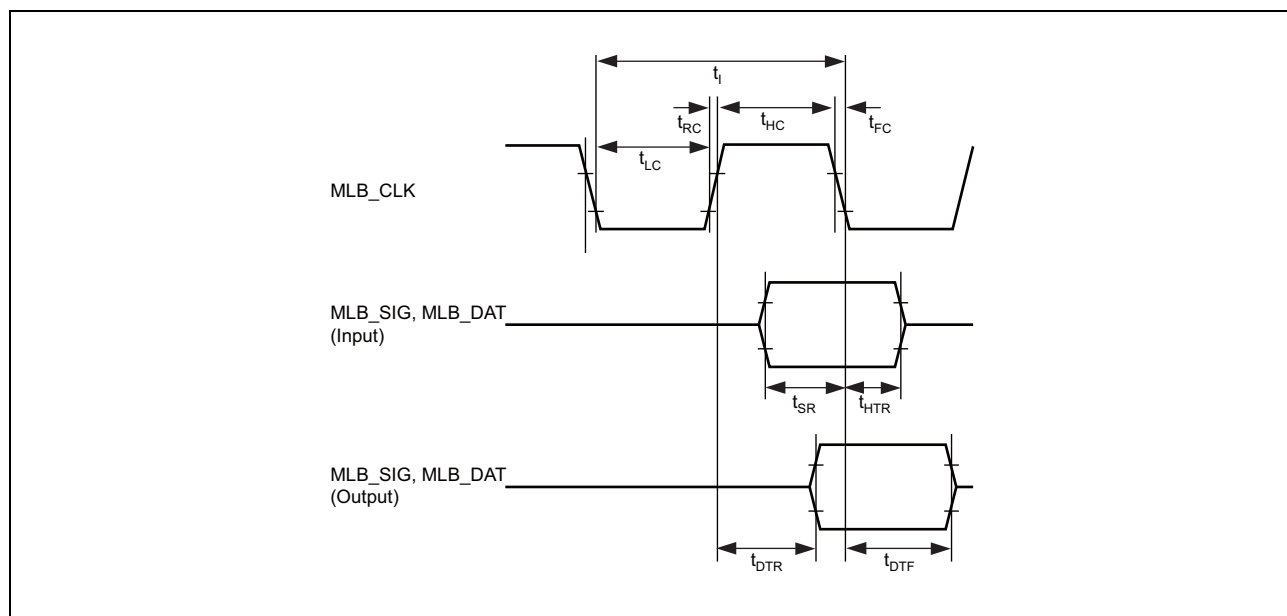 tI
tRC
tHC
tFC
tLC
MLB_CLK
MLB_SIG, MLB_DAT
(Input)
tSR
tHTR
MLB_SIG, MLB_DAT
(Output)
tDTR
tDTF